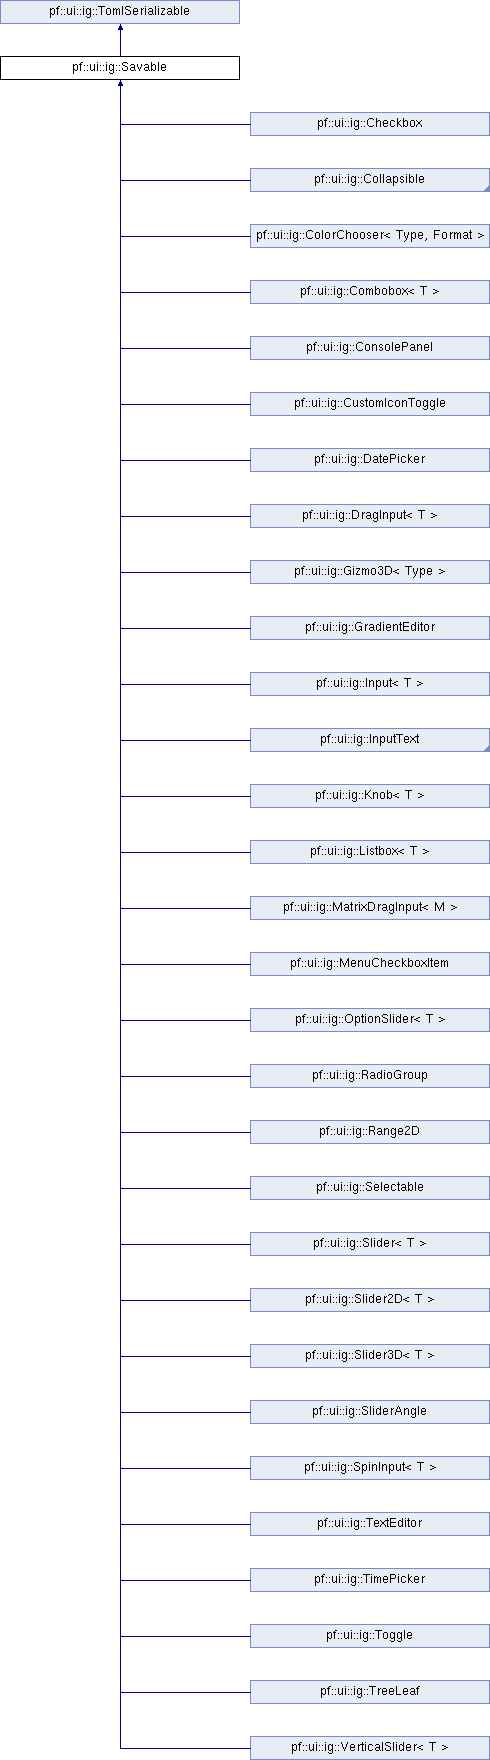 pf::ui::ig::TomlSerializable
pf::ui::ig::Savable
pf::ui::ig::Checkbox
pf::ui::ig::Collapsible
pf::ui::ig::ColorChooser< Type, Format >
pf::ui::ig::Combobox< T >
pf::ui::ig::ConsolePanel
pf::ui::ig::CustomIconToggle
pf::ui::ig::DatePicker
pf::ui::ig::DragInput< T >
pf::ui::ig::Gizmo3D< Type >
pf::ui::ig::GradientEditor
pf::ui::ig::Input< T >
pf::ui::ig::InputText
pf::ui::ig::Knob< T >
pf::ui::ig::Listbox< T >
pf::ui::ig::MatrixDragInput< M >
pf::ui::ig::MenuCheckboxItem
pf::ui::ig::OptionSlider< T >
pf::ui::ig::RadioGroup
pf::ui::ig::Range2D
pf::ui::ig::Selectable
pf::ui::ig::Slider< T >
pf::ui::ig::Slider2D< T >
pf::ui::ig::Slider3D< T >
pf::ui::ig::SliderAngle
pf::ui::ig::SpinInput< T >
pf::ui::ig::TextEditor
pf::ui::ig::TimePicker
pf::ui::ig::Toggle
pf::ui::ig::TreeLeaf
pf::ui::ig::VerticalSlider< T >